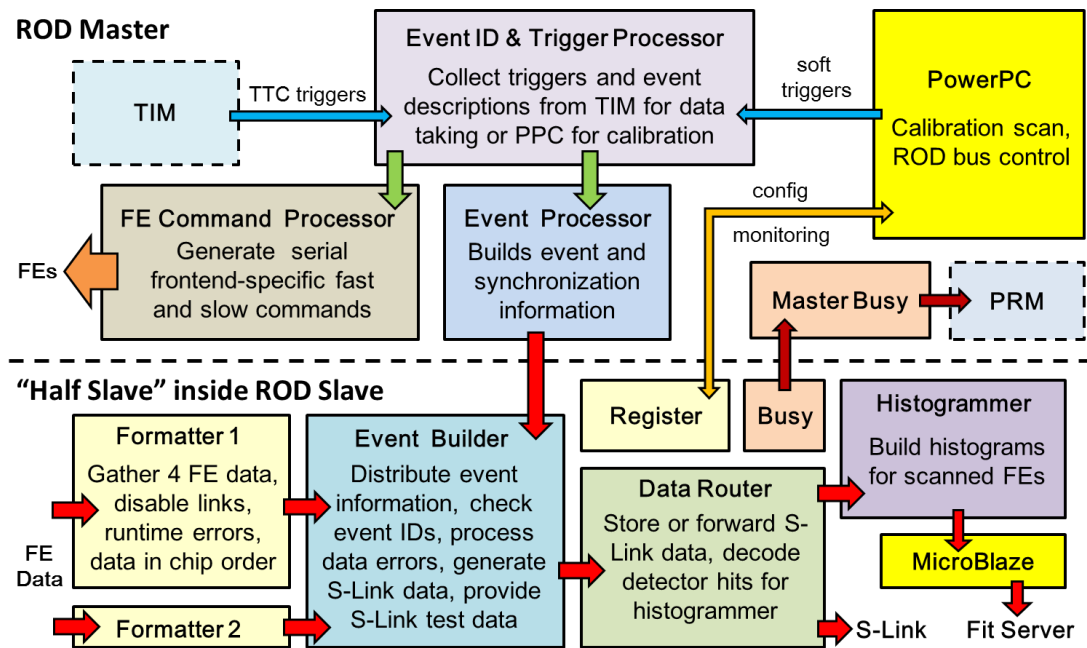 ROD Master
TIM
TTC triggers
Event ID & Trigger Processor
Collect triggers and event
descriptions from TIM for data
taking or PPC for calibration
soft
triggers
PowerPC
Calibration scan,
ROD bus control
FE Command Processor
Generate serial
frontend-specific fast
and slow commands
FEs
Event Processor
Builds event and
synchronization
information
config
monitoring
Master Busy
PRM
“Half Slave” inside ROD Slave
Formatter 1
Gather 4 FE data,
disable links,
runtime errors,
data in chip order
FE
Data
Formatter 2
Event Builder
Distribute event
information, check
event IDs, process
data errors, generate
S-Link data, provide
S-Link test data
Register
Busy
Data Router
Store or forward S-
Link data, decode
detector hits for
histogrammer
Histogrammer
Build histograms
for scanned FEs
MicroBlaze
S-Link
Fit Server